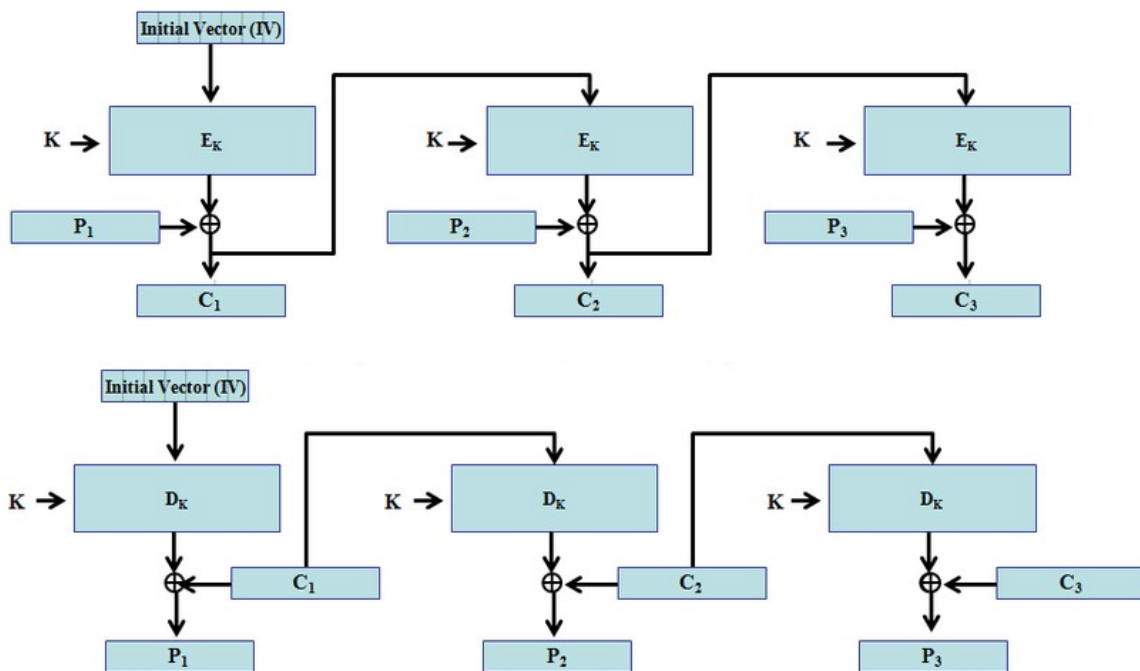 Initial Vector (IV)
K
E_K
K
E_K
K
E_K
P_1
P_2
P_3
C_1
C_2
C_3
Initial Vector (IV)
K
D_K
K
D_K
K
D_K
C_1
C_2
C_3
P_1
P_2
P_3